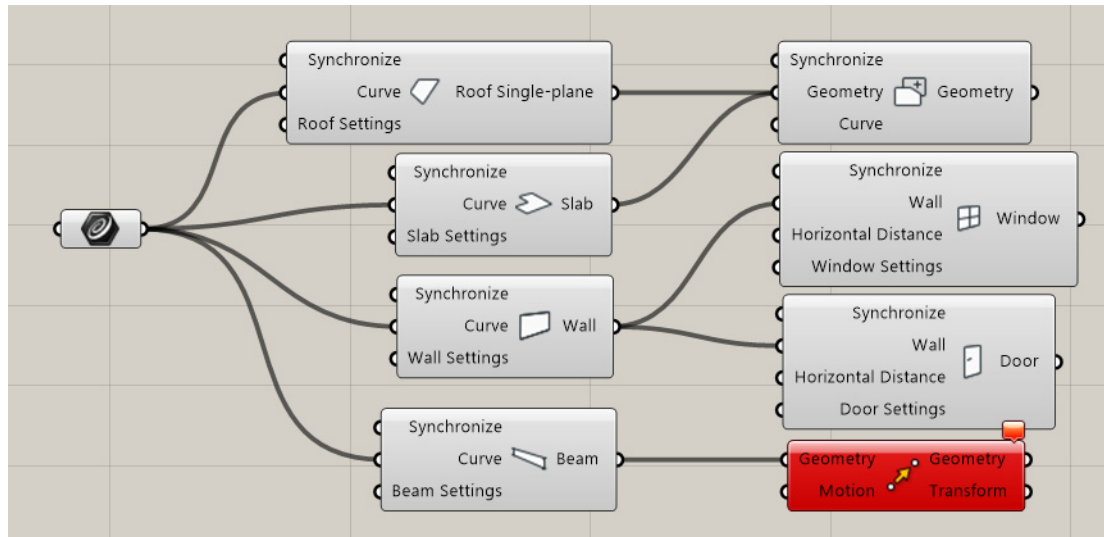 Synchronize
Curve Roof Single-plane
Roof Settings
Synchronize
Geometry Geometry
Curve
Synchronize
Curve Slab
Slab Settings
Synchronize
Wall
Horizontal Distance Window
Window Settings
Synchronize
Curve Wall
Wall Settings
Synchronize
Wall
Horizontal Distance Door
Door Settings
Synchronize
Curve Beam
Beam Settings
Geometry Geometry
Motion Transform